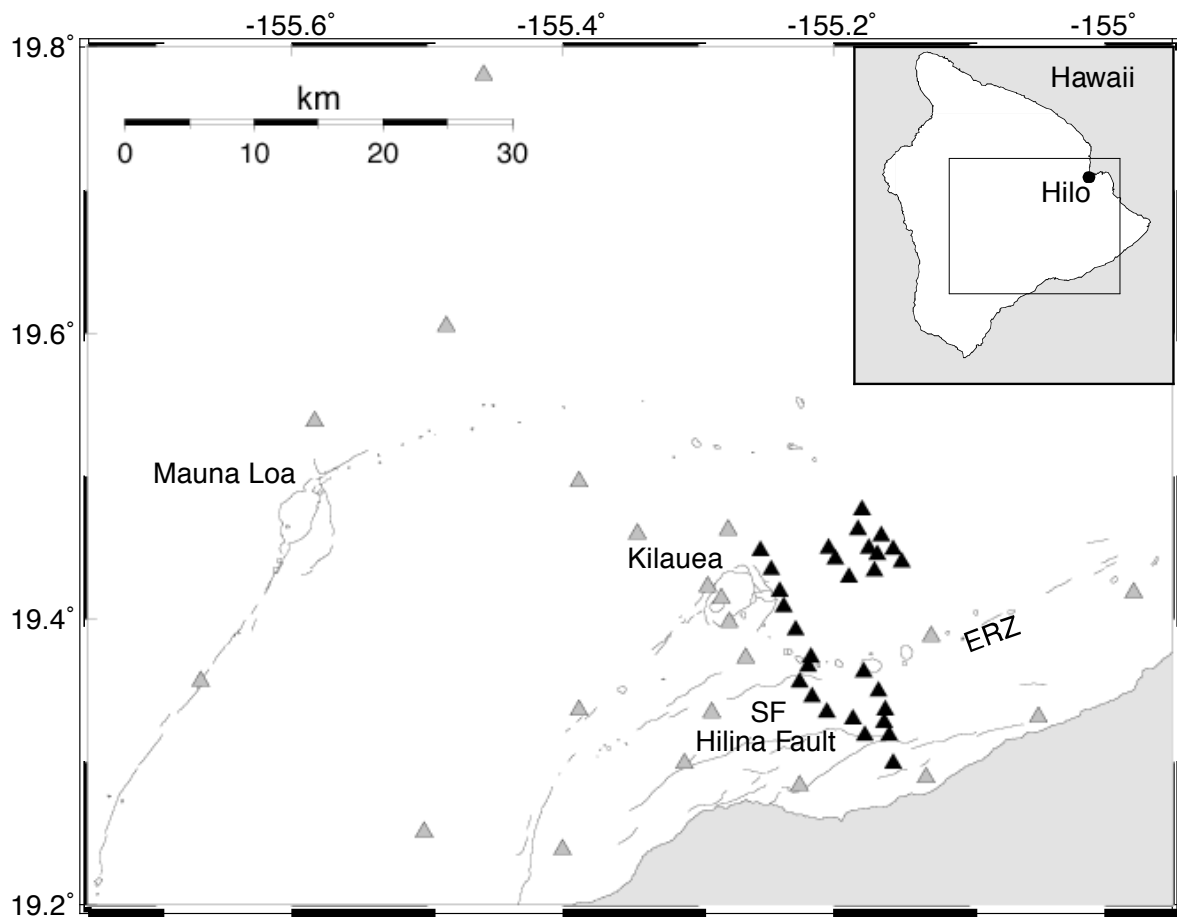 -155.6˚ -155.4˚ -155.2˚ -155˚
19.8˚
Hawaii
km
0 10 20 30
Hilo
19.6˚
Mauna Loa
Kilauea
19.4˚
ERZ
SF
Hilina Fault
19.2˚